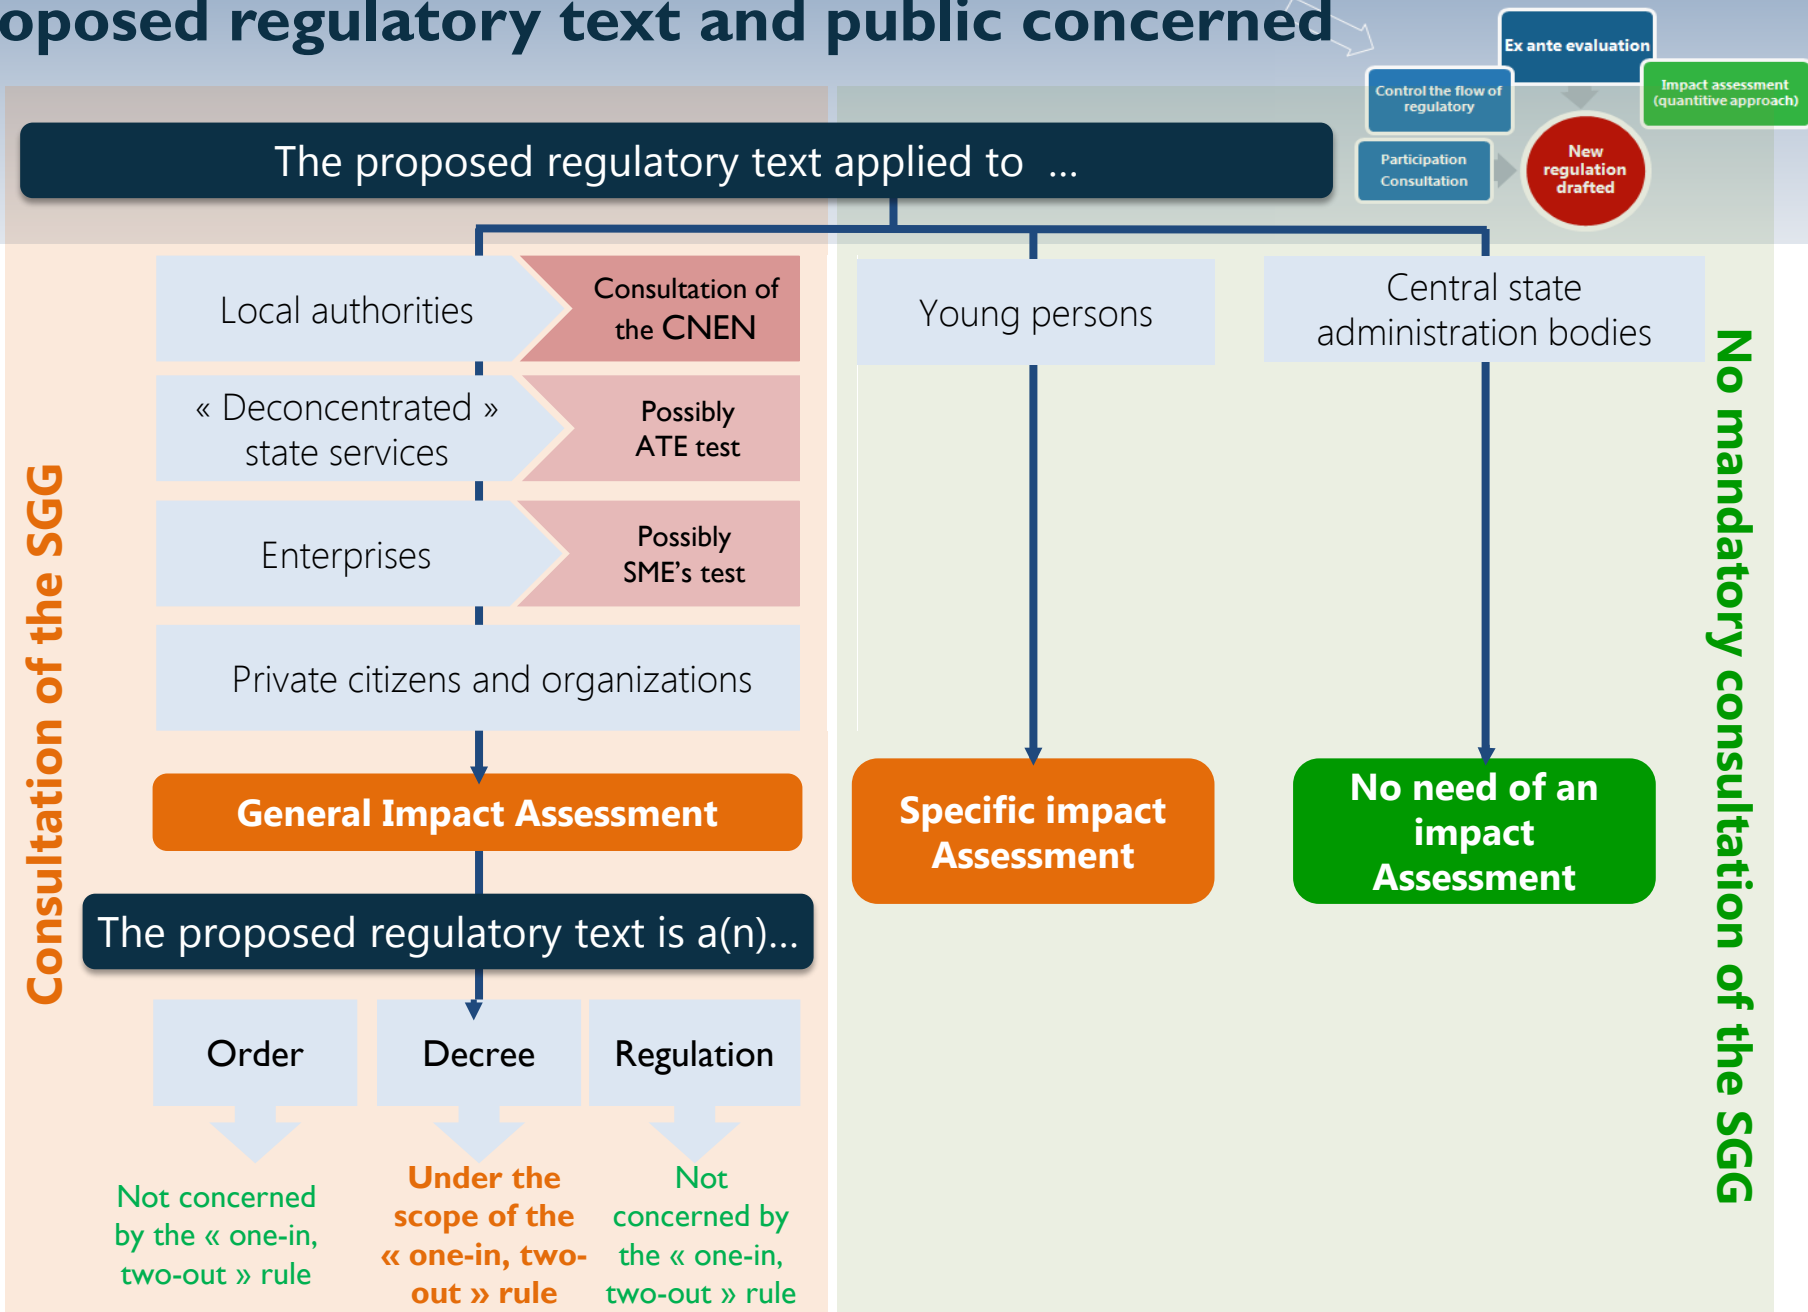 oposed regulatory text and public concerned
Ex ante evaluation
Control the flow of
regulatory
Impact assessment
(quantitive approach)
Participation
Consultation
New
regulation
drafted
The proposed regulatory text applied to ...
Local authorities
Consultation of
the CNEN
Young persons
Central state
administration bodies
« Deconcentrated »
state services
Possibly
ATE test
Enterprises
Possibly
SME's test
Private citizens and organizations
Consultation of the SGG
No mandatory consultation of the SGG
General Impact Assessment
Specific impact
Assessment
No need of an
impact
Assessment
The proposed regulatory text is a(n)...
Order
Decree
Regulation
Not concerned
by the « one-in,
two-out » rule
Under the
scope of the
« one-in, two-
out » rule
Not
concerned by
the « one-in,
two-out » rule